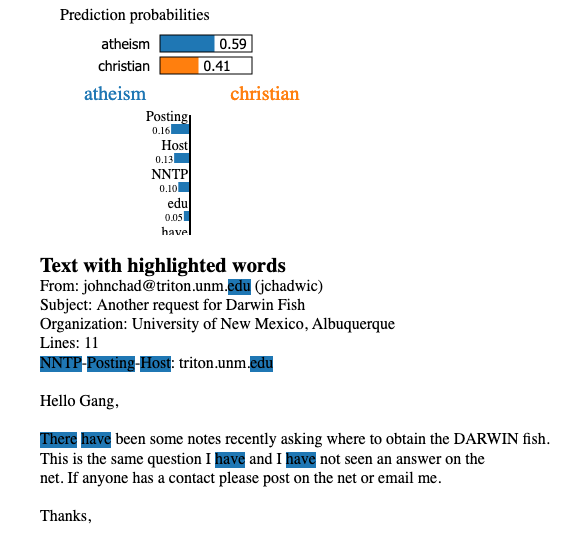 Prediction probabilities
atheism 0.59
christian 0.41
atheism christian
Posting
0.16
Host
0.13
NNTP
0.10
edu
0.05
have
Text with highlighted words
From: johnchad@triton.unm.edu (jchadwic)
Subject: Another request for Darwin Fish
Organization: University of New Mexico, Albuquerque
Lines: 11
NNTP-Posting-Host: triton.unm.edu
Hello Gang,
There have been some notes recently asking where to obtain the DARWIN fish.
This is the same question I have and I have not seen an answer on the
net. If anyone has a contact please post on the net or email me.
Thanks,